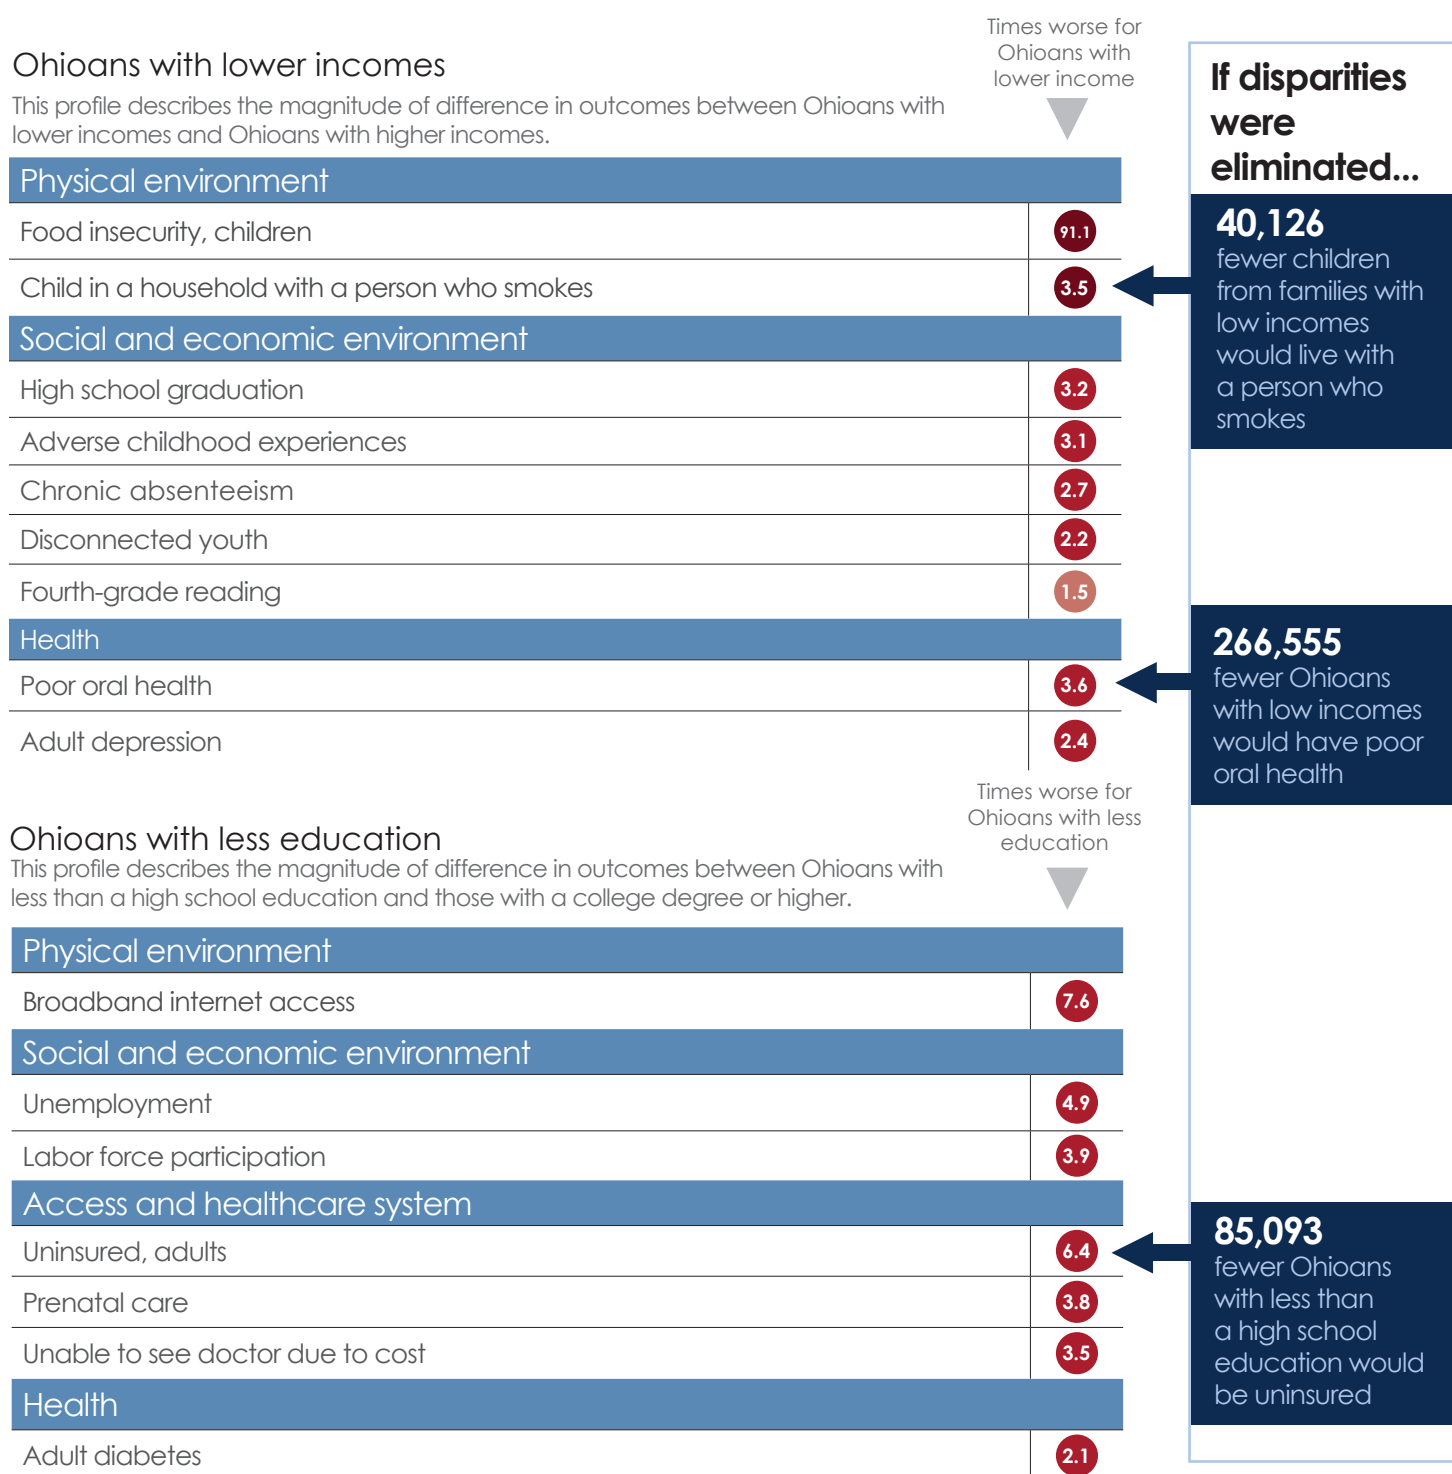 Times worse for
Ohioans with
lower income
Ohioans with lower incomes
This profile describes the magnitude of difference in outcomes between Ohioans with
lower incomes and Ohioans with higher incomes.
Physical environment
Food insecurity, children 91.1
Child in a household with a person who smokes 3.5
Social and economic environment
High school graduation 3.2
Adverse childhood experiences 3.1
Chronic absenteeism 2.7
Disconnected youth 2.2
Fourth-grade reading 1.5
Health
Poor oral health 3.6
Adult depression 2.4
Times worse for
Ohioans with less
education
Ohioans with less education
This profile describes the magnitude of difference in outcomes between Ohioans with
less than a high school education and those with a college degree or higher.
Physical environment
Broadband internet access 7.6
Social and economic environment
Unemployment 4.9
Labor force participation 3.9
Access and healthcare system
Uninsured, adults 6.4
Prenatal care 3.8
Unable to see doctor due to cost 3.5
Health
Adult diabetes 2.1
If disparities
were
eliminated...
40,126
fewer children
from families with
low incomes
would live with
a person who
smokes
266,555
fewer Ohioans
with low incomes
would have poor
oral health
85,093
fewer Ohioans
with less than
a high school
education would
be uninsured